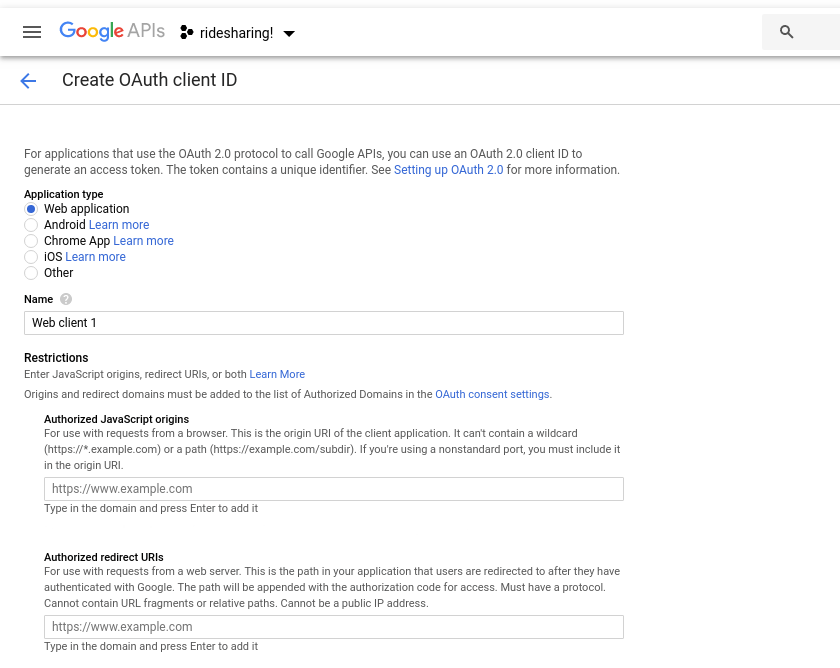 Google APIs ridesharing!
Create OAuth client ID
For applications that use the OAuth 2.0 protocol to call Google APIs, you can use an OAuth 2.0 client ID to
generate an access token. The token contains a unique identifier. See Setting up OAuth 2.0 for more information.
Application type
Web application
Android Learn more
Chrome App Learn more
iOS Learn more
Other
Name ?
Web client 1
Restrictions
Enter JavaScript origins, redirect URIs, or both Learn More
Origins and redirect domains must be added to the list of Authorized Domains in the OAuth consent settings.
Authorized JavaScript origins
For use with requests from a browser. This is the origin URI of the client application. It can't contain a wildcard
(https://*.example.com) or a path (https://example.com/subdir). If you're using a nonstandard port, you must include it
in the origin URI.
https://www.example.com
Type in the domain and press Enter to add it
Authorized redirect URIs
For use with requests from a web server. This is the path in your application that users are redirected to after they have
authenticated with Google. The path will be appended with the authorization code for access. Must have a protocol.
Cannot contain URL fragments or relative paths. Cannot be a public IP address.
https://www.example.com
Type in the domain and press Enter to add it